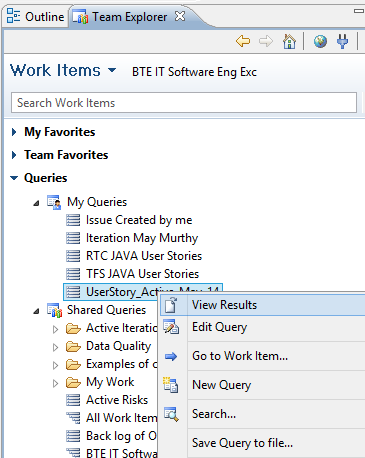 Outline Team Explorer
Work Items BTE IT Software Eng Exc
Search Work Items
My Favorites
Team Favorites
Queries
My Queries
Issue Created by me
Iteration May Murthy
RTC JAVA User Stories
TFS JAVA User Stories
UserStory_Active_May_14
Shared Queries
Active Iteratio
Data Quality
Examples of c
My Work
Active Risks
All Work Item
Back log of O
BTE IT Softwa
View Results
Edit Query
Go to Work Item...
New Query
Search...
Save Query to file...